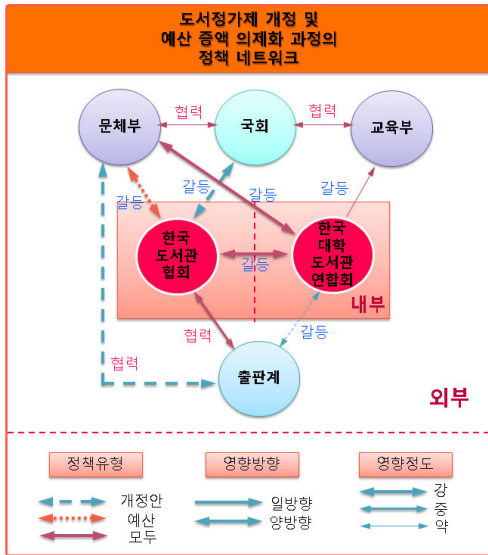 도서정가제 개정 및
예산 증액 의제화 과정의
정책 네트워크
문체부
협력
국회
협력
교육부
갈등
갈등
갈등
갈등
한국
도서관
협회
갈등
한국
대학
도서관
연합회
내부
협력
갈등
협력
출판계
외부
정책유형
영향방향
영향정도
개정안
예산
모두
일방향
양방향
강
중
약